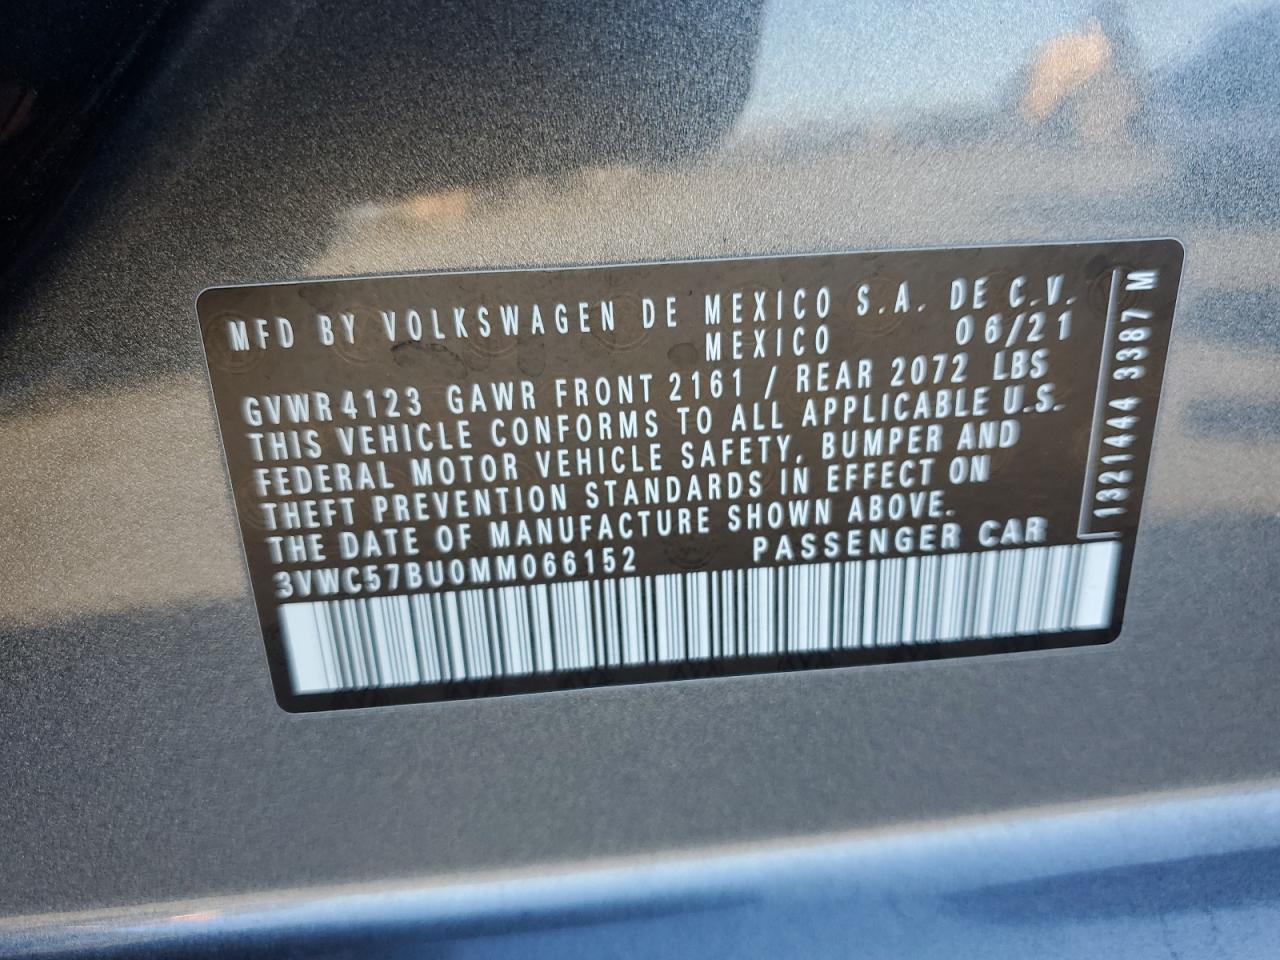 MFD BY VOLKSWAGEN DE MEXICO S.A. DE C.V.
MEXICO 06/21
GVWR 4123 GAWR FRONT 2161 / REAR 2072 LBS
THIS VEHICLE CONFORMS TO ALL APPLICABLE U.S.
FEDERAL MOTOR VEHICLE SAFETY, BUMPER AND
THEFT PREVENTION STANDARDS IN EFFECT ON
THE DATE OF MANUFACTURE SHOWN ABOVE.
3VWC57BU0MM066152 PASSENGER CAR
1321444 3387 M